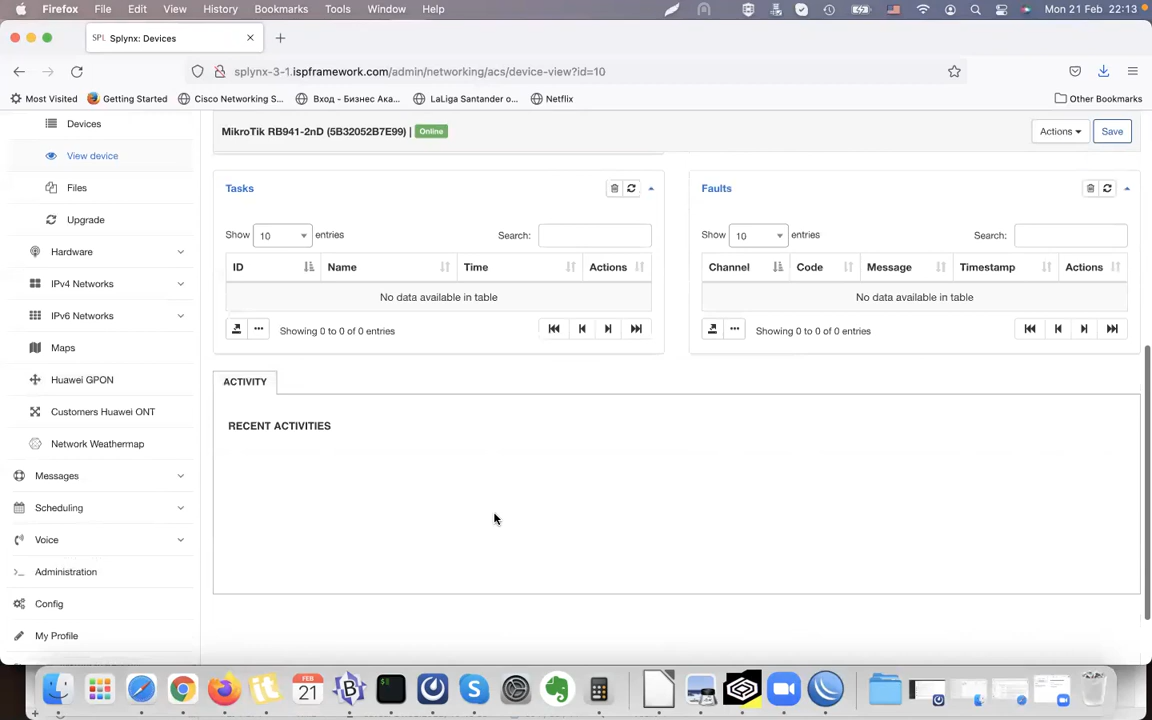 Firefox File Edit View History Bookmarks Tools Window Help Mon 21 Feb 22:13
SPL Splynx: Devices
splynx-3-1.ispframework.com/admin/networking/acs/device-view?id=10
Most Visited Getting Started Cisco Networking S... Вход - Бизнес Ака... LaLiga Santander o... Netflix Other Bookmarks
Devices
View device
Files
Upgrade
Hardware
IPv4 Networks
IPv6 Networks
Maps
Huawei GPON
Customers Huawei ONT
Network Weathermap
Messages
Scheduling
Voice
Administration
Config
My Profile
MikroTik RB941-2nD (5B32052B7E99) | Online Actions Save
Tasks
Show 10 entries Search:
ID Name Time Actions
No data available in table
Showing 0 to 0 of 0 entries
Faults
Show 10 entries Search:
Channel Code Message Timestamp Actions
No data available in table
Showing 0 to 0 of 0 entries
ACTIVITY
RECENT ACTIVITIES
FEB
21